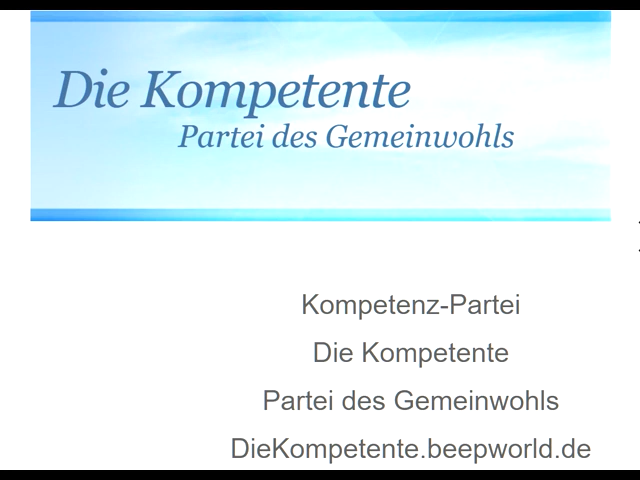 Die Kompetente
Partei des Gemeinwohls
Kompetenz-Partei
Die Kompetente
Partei des Gemeinwohls
DieKompetente.beepworld.de